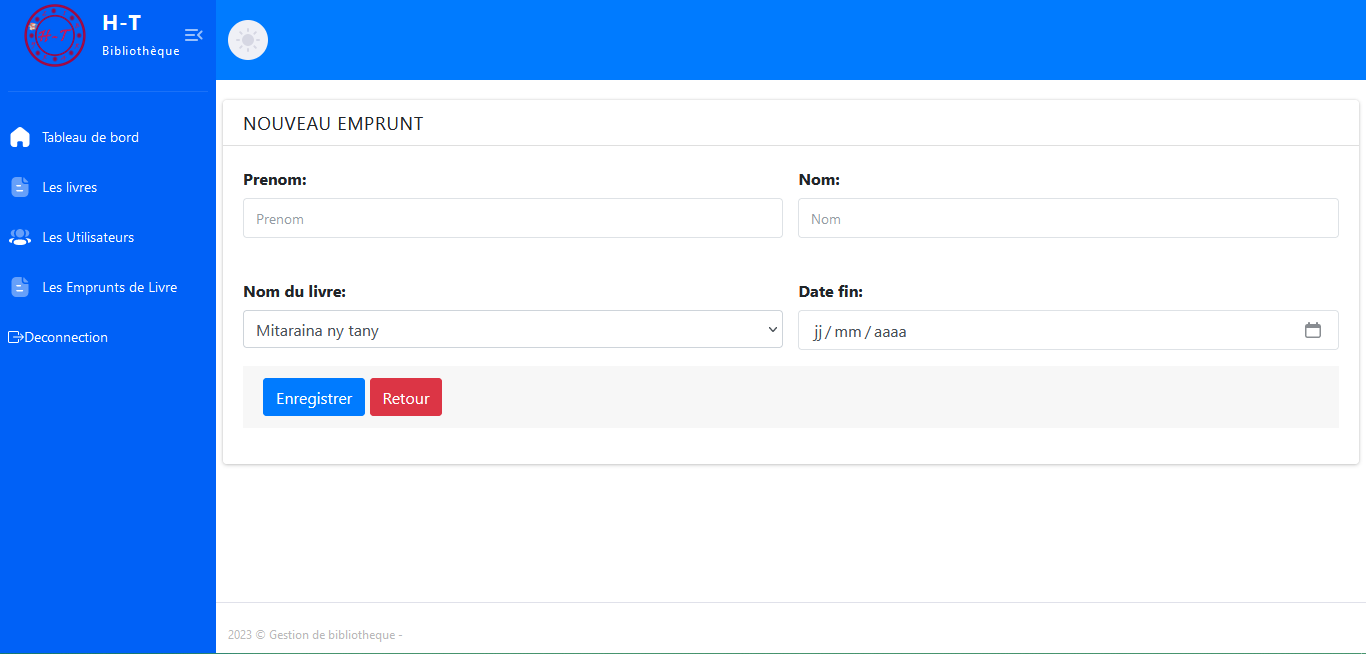 H-T
H-T
Bibliothèque
Tableau de bord
Les livres
Les Utilisateurs
Les Emprunts de Livre
Deconnection
NOUVEAU EMPRUNT
Prenom:
Nom:
Prenom
Nom
Nom du livre:
Date fin:
Mitaraina ny tany
jj/mm/aaaa
Enregistrer
Retour
2023 © Gestion de bibliotheque -